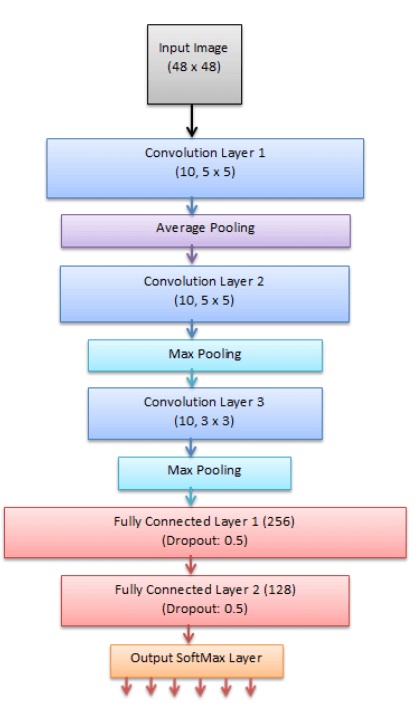 Input Image
(48 x 48)
Convolution Layer 1
(10, 5 x 5)
Average Pooling
Convolution Layer 2
(10, 5 x 5)
Max Pooling
Convolution Layer 3
(10, 3 x 3)
Max Pooling
Fully Connected Layer 1 (256)
(Dropout: 0.5)
Fully Connected Layer 2 (128)
(Dropout: 0.5)
Output SoftMax Layer